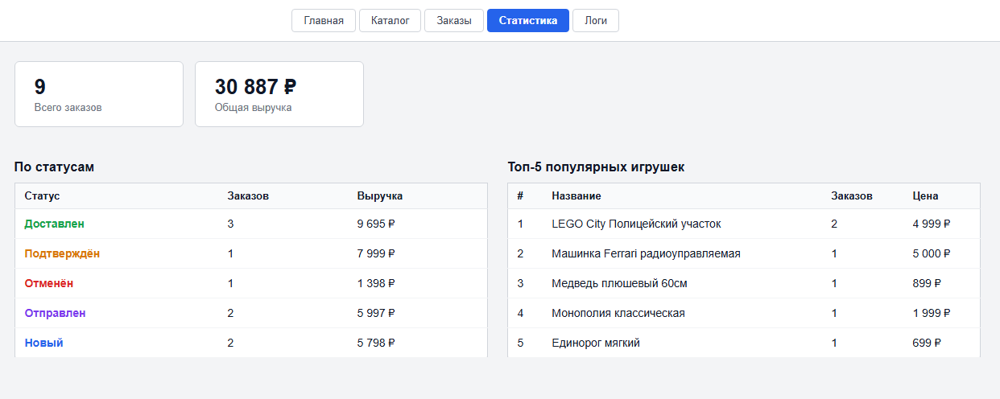 Главная Каталог Заказы Статистика Логи
9
Всего заказов
30 887 ₽
Общая выручка
По статусам
Статус Заказов Выручка
Доставлен 3 9 695 ₽
Подтверждён 1 7 999 ₽
Отменён 1 1 398 ₽
Отправлен 2 5 997 ₽
Новый 2 5 798 ₽
Топ-5 популярных игрушек
# Название Заказов Цена
1 LEGO City Полицейский участок 2 4 999 ₽
2 Машинка Ferrari радиоуправляемая 1 5 000 ₽
3 Медведь плюшевый 60см 1 899 ₽
4 Монополия классическая 1 1 999 ₽
5 Единорог мягкий 1 699 ₽